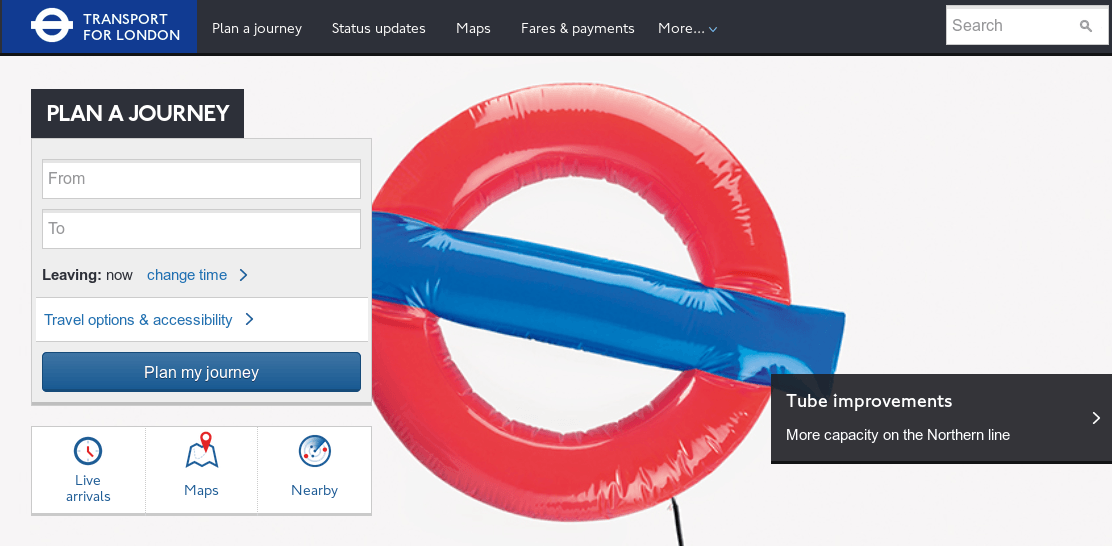 TRANSPORT
FOR LONDON
Plan a journey
Status updates
Maps
Fares & payments
More...
Search
PLAN A JOURNEY
From
To
Leaving: now change time
Travel options & accessibility
Plan my journey
Live
arrivals
Maps
Nearby
Tube improvements
More capacity on the Northern line